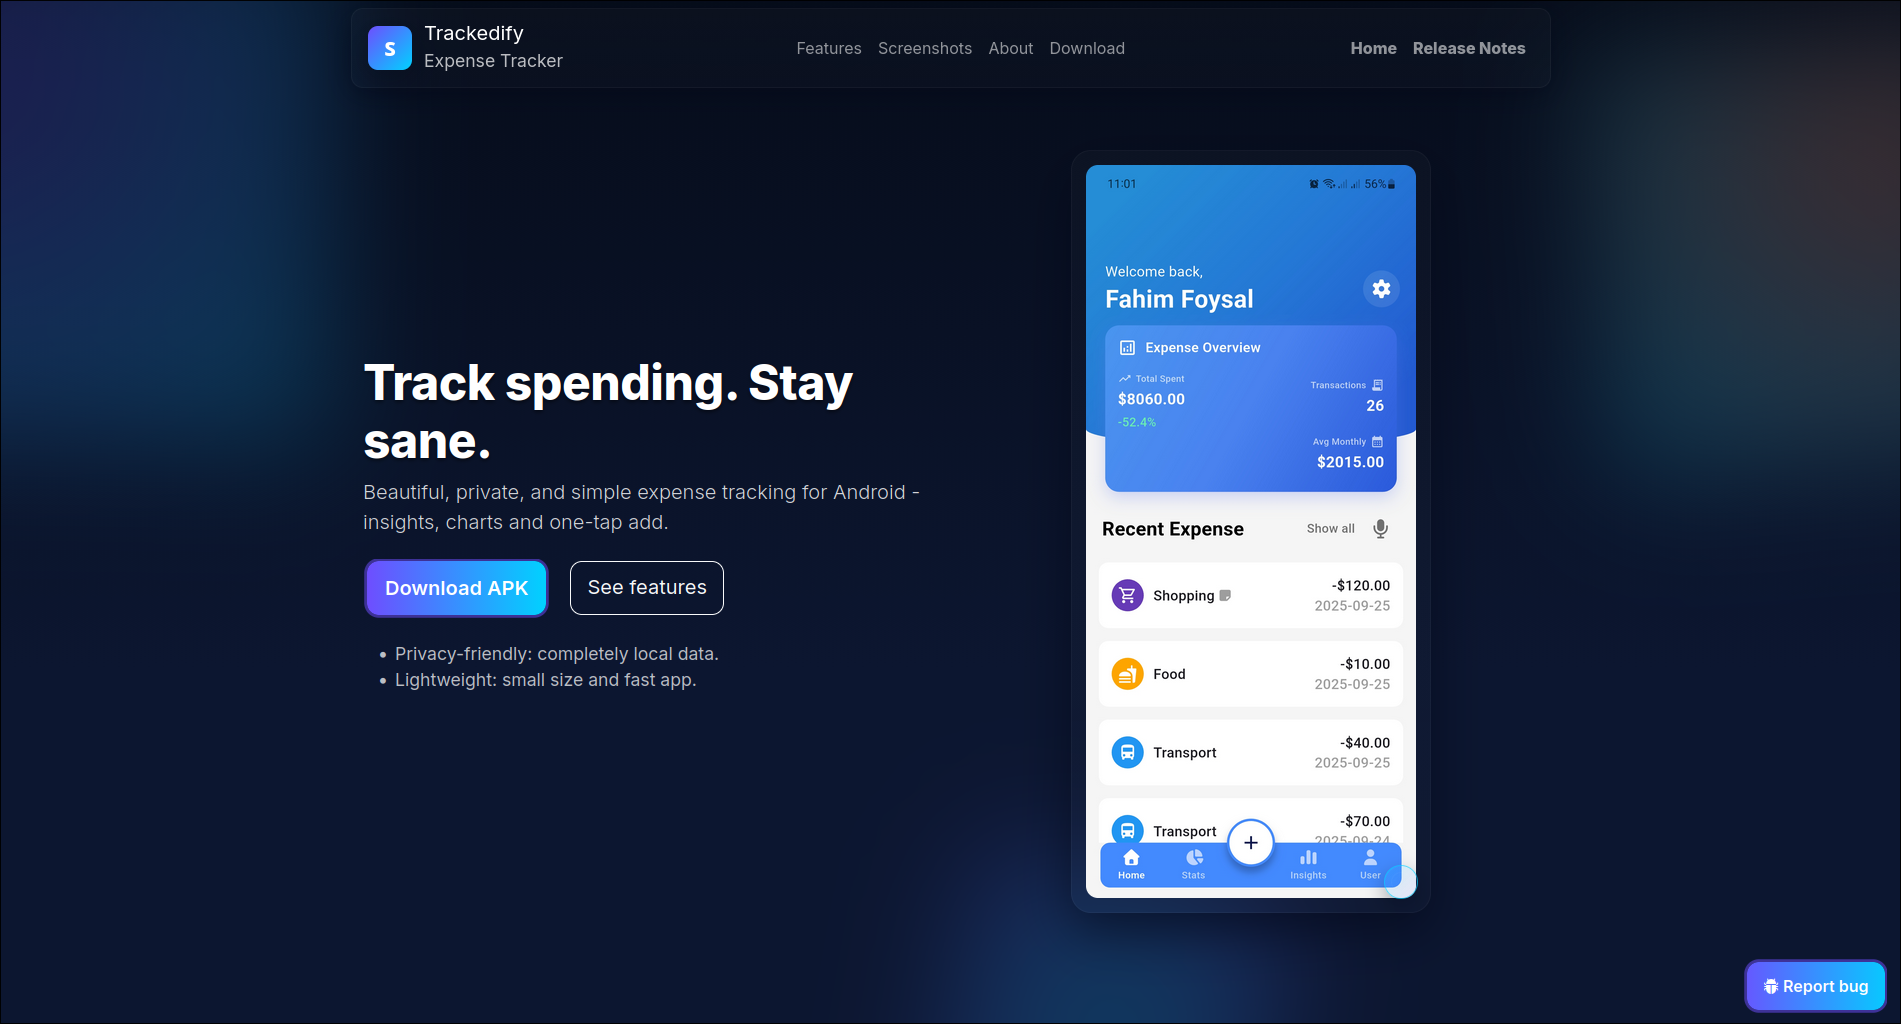 S
Trackedify
Expense Tracker
Features Screenshots About Download
Home Release Notes
Track spending. Stay
sane.
Beautiful, private, and simple expense tracking for Android -
insights, charts and one-tap add.
Download APK
See features
• Privacy-friendly: completely local data.
• Lightweight: small size and fast app.
11:01
56%
Welcome back,
Fahim Foysal
Expense Overview
Total Spent
$8060.00
-52.4%
Transactions
26
Avg Monthly
$2015.00
Recent Expense
Show all
Shopping
-$120.00
2025-09-25
Food
-$10.00
2025-09-25
Transport
-$40.00
2025-09-25
Transport
-$70.00
2025-09-24
+
Home
Stats
Insights
User
Report bug